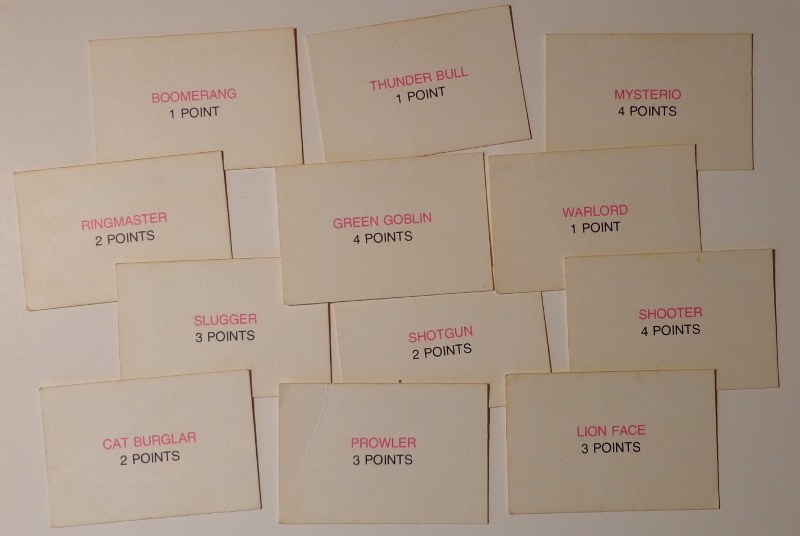 BOOMERANG
1 POINT
THUNDER BULL
1 POINT
MYSTERIO
4 POINTS
RINGMASTER
2 POINTS
GREEN GOBLIN
4 POINTS
WARLORD
1 POINT
SLUGGER
3 POINTS
SHOTGUN
2 POINTS
SHOOTER
4 POINTS
CAT BURGLAR
2 POINTS
PROWLER
3 POINTS
LION FACE
3 POINTS